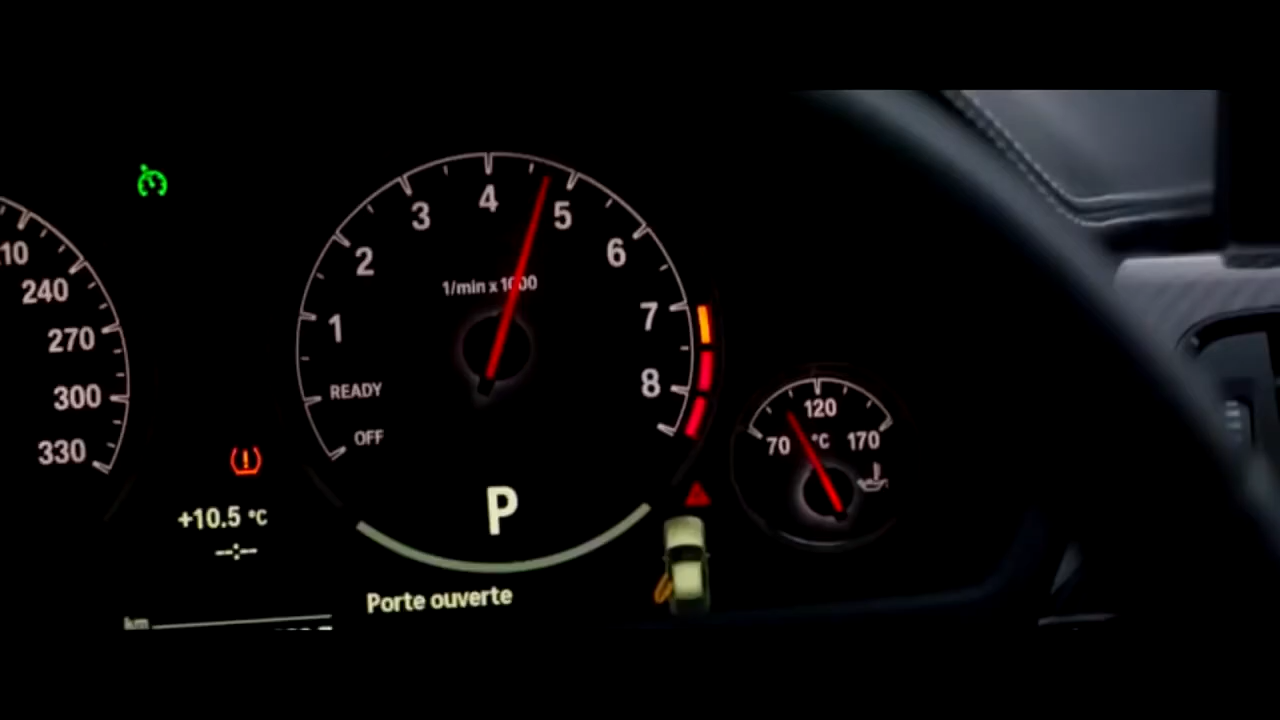 10
240
270
300
330
+10.5 °C
--:--
km
OFF
READY
1
2
3
4
5
6
7
8
1/min x 1000
P
Porte ouverte
70
120
170
°C